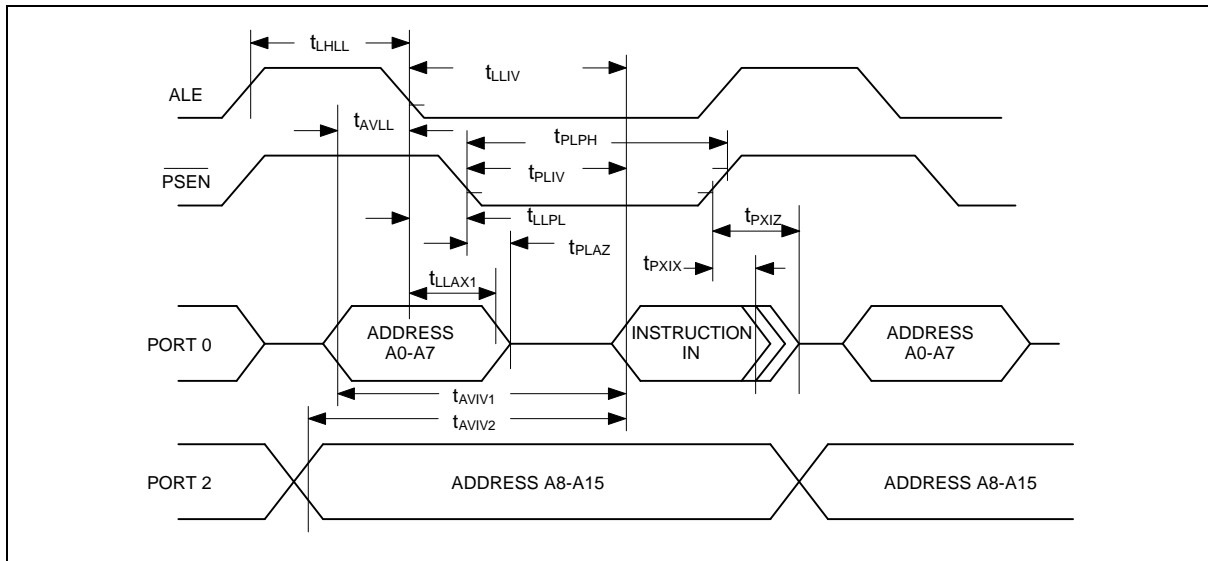 tLHLL
tLLIV
ALE
tAVLL
tPLPH
PSEN
tPLIV
tLLPL
tPXIZ
tPLAZ
tPXIX
tLLAX1
PORT 0
ADDRESS
A0-A7
INSTRUCTION
IN
ADDRESS
A0-A7
tAVIV1
tAVIV2
PORT 2
ADDRESS A8-A15
ADDRESS A8-A15